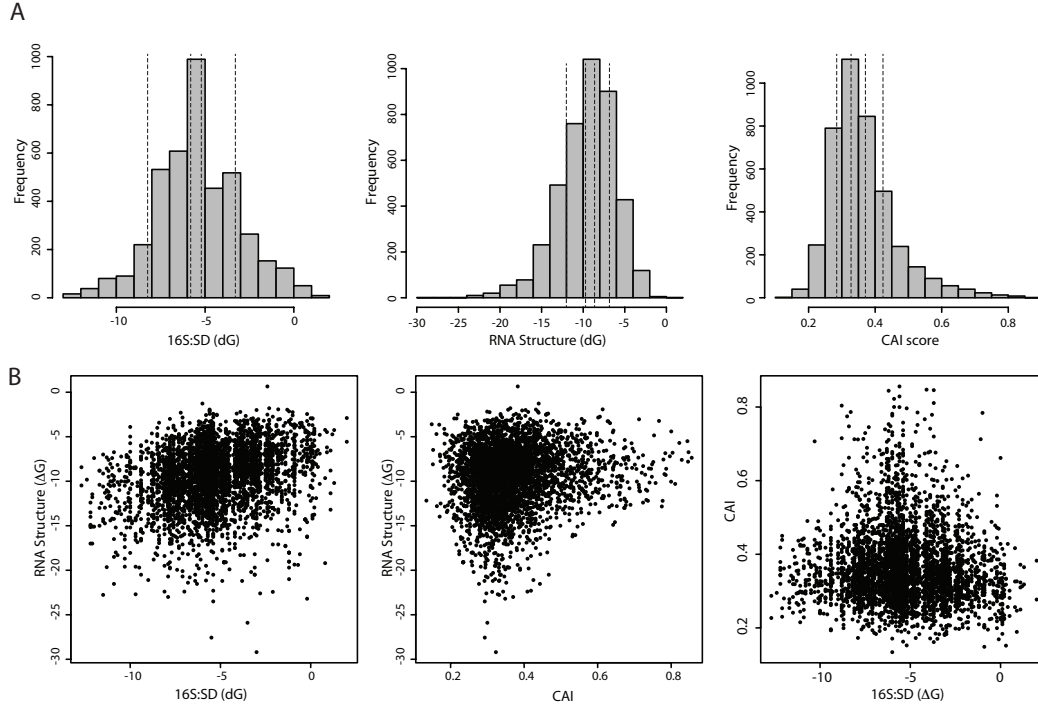 A
Frequency
0 200 400 600 800 1000
-10 -5 0
16S:SD (dG)
Frequency
0 200 400 600 800 1000
-30 -25 -20 -15 -10 -5 0
RNA Structure (dG)
Frequency
0 200 400 600 800 1000
0.2 0.4 0.6 0.8
CAI score
B
RNA Structure (ΔG)
-30 -25 -20 -15 -10 -5 0
-10 -5 0
16S:SD (dG)
RNA Structure (ΔG)
-30 -25 -20 -15 -10 -5 0
0.2 0.4 0.6 0.8
CAI
CAI
0.2 0.4 0.6 0.8
-10 -5 0
16S:SD (ΔG)